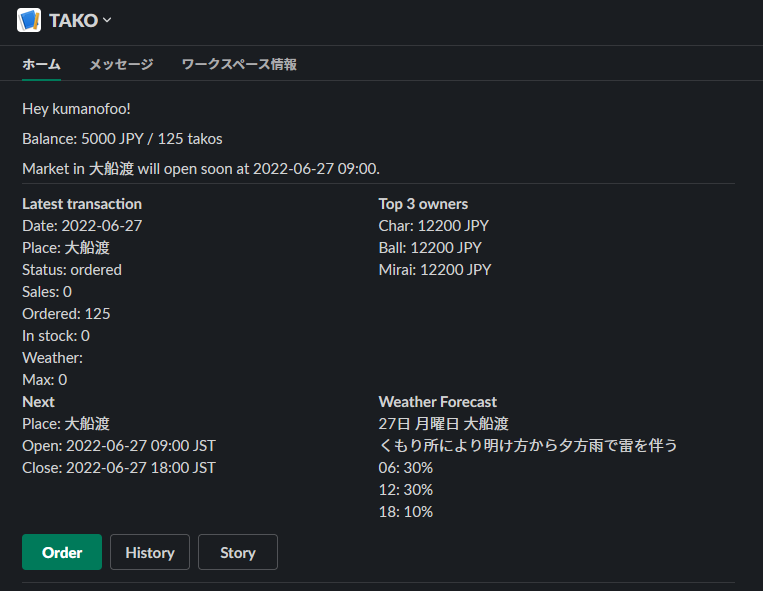 TAKO
ホーム メッセージ ワークスペース情報
Hey kumanofoo!
Balance: 5000 JPY / 125 takos
Market in 大船渡 will open soon at 2022-06-27 09:00.
Latest transaction
Date: 2022-06-27
Place: 大船渡
Status: ordered
Sales: 0
Ordered: 125
In stock: 0
Weather:
Max: 0
Top 3 owners
Char: 12200 JPY
Ball: 12200 JPY
Mirai: 12200 JPY
Next
Place: 大船渡
Open: 2022-06-27 09:00 JST
Close: 2022-06-27 18:00 JST
Weather Forecast
27日 月曜日 大船渡
くもり所により明け方から夕方雨で雷を伴う
06: 30%
12: 30%
18: 10%
Order History Story